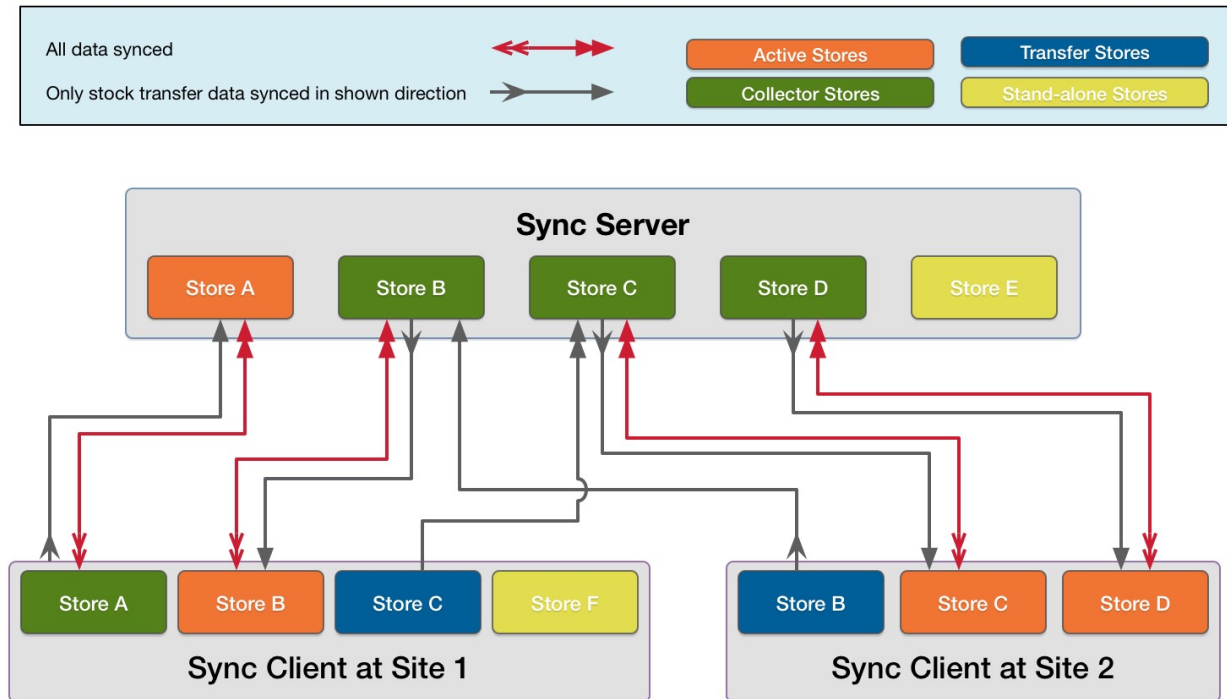 All data synced
Only stock transfer data synced in shown direction
Active Stores
Transfer Stores
Collector Stores
Stand-alone Stores
Sync Server
Store A
Store B
Store C
Store D
Store E
Store A
Store B
Store C
Store F
Sync Client at Site 1
Store B
Store C
Store D
Sync Client at Site 2